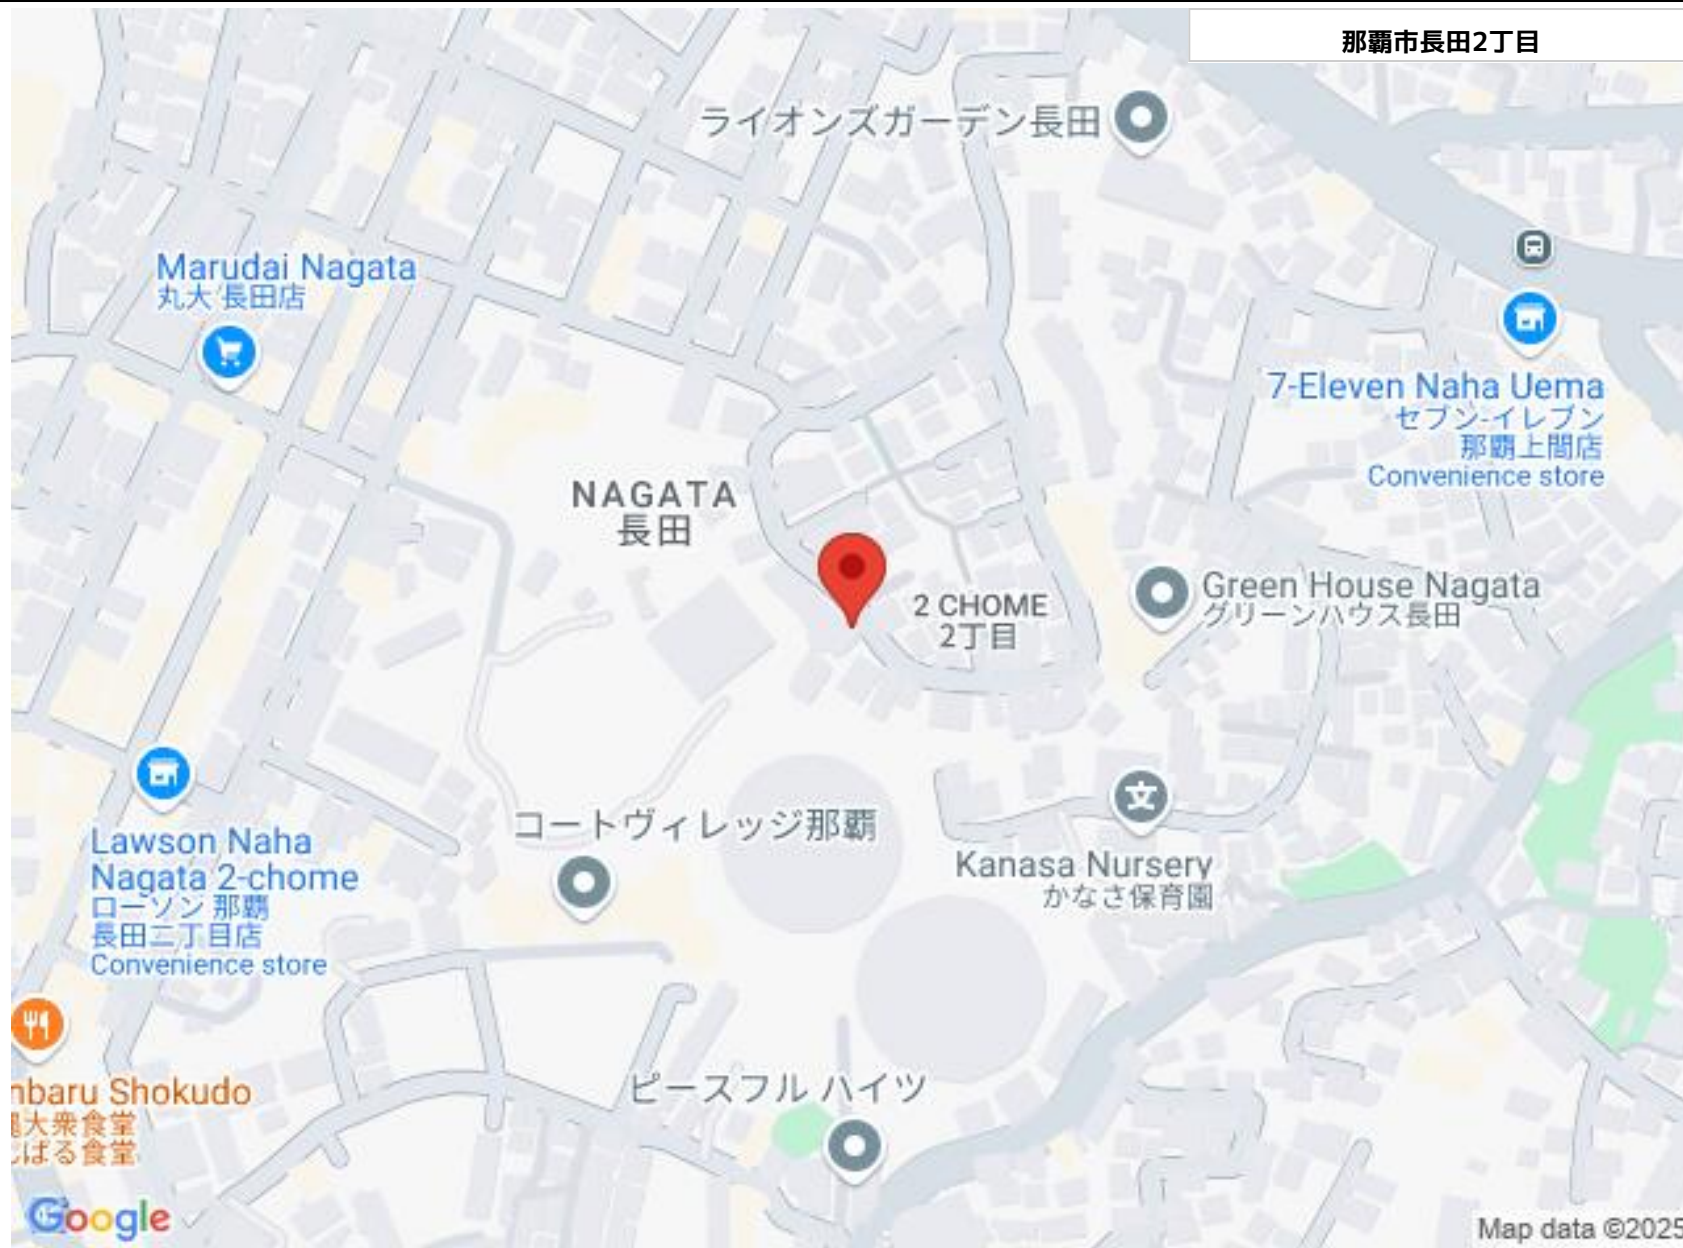 那覇市長田2丁目
ライオンズガーデン長田
Marudai Nagata
丸大 長田店
7-Eleven Naha Uema
セブン-イレブン
那覇上間店
Convenience store
NAGATA
長田
2 CHOME
2丁目
Green House Nagata
グリーンハウス長田
Lawson Naha
Nagata 2-chome
ローソン 那覇
長田二丁目店
Convenience store
コートヴィレッジ那覇
文
Kanasa Nursery
かなさ保育園
nbaru Shokudo
大衆食堂
ばる食堂
ピースフル ハイツ
Google
Map data ©2025